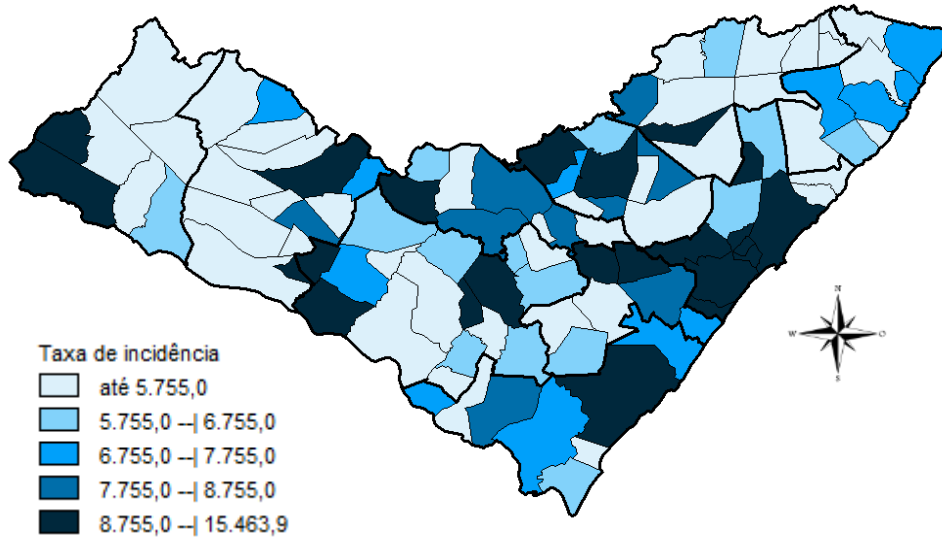 N
W
O
S
Taxa de incidência
até 5.755,0
5.755,0 --| 6.755,0
6.755,0 --| 7.755,0
7.755,0 --| 8.755,0
8.755,0 --| 15.463,9